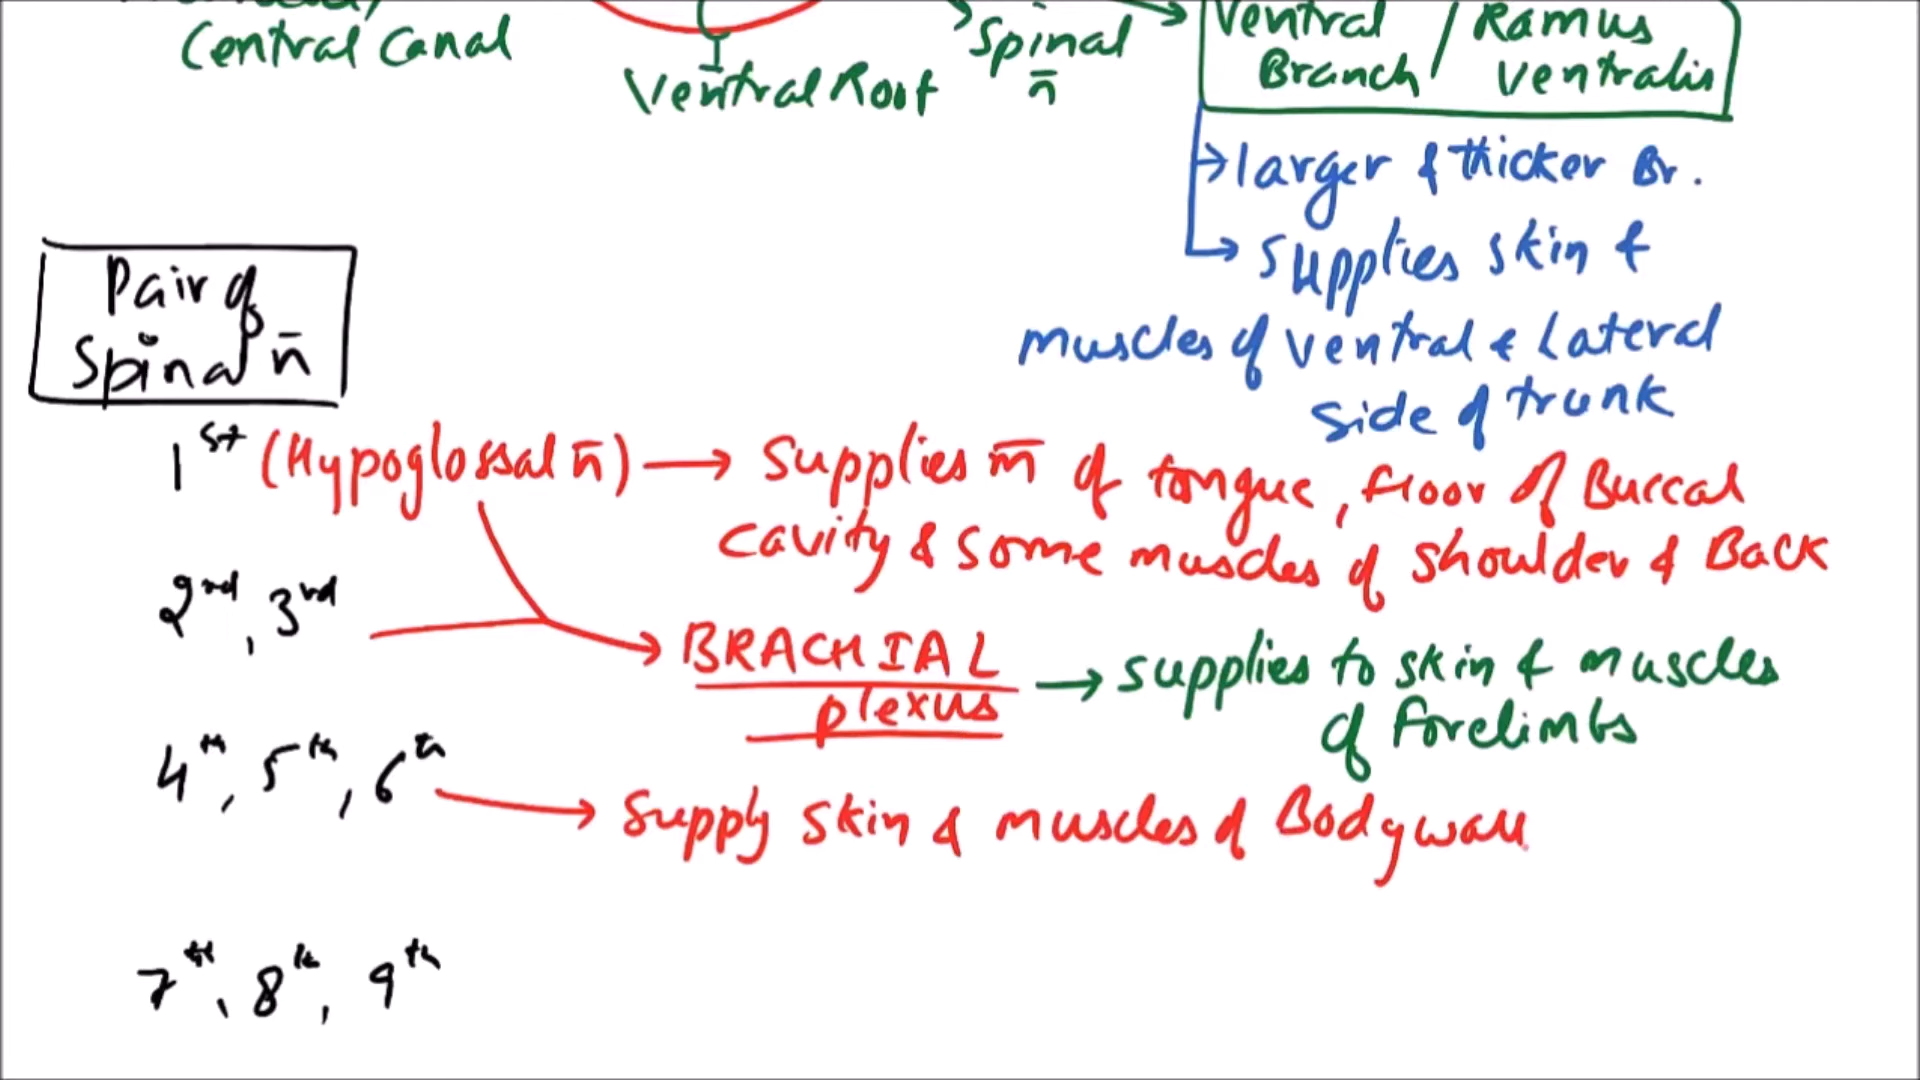 Central Canal
Ventral Root
Spinal
n̄
Ventral / Ramus
Branch / Ventralis
→ larger & thicker Br.
→ Supplies skin &
muscles of ventral & Lateral
side of trunk
Pair of
Spinal n̄
1st (Hypoglossal n̄) → Supplies m̄ of tongue, floor of Buccal
cavity & some muscles of shoulder & Back
2nd, 3rd
BRACHIAL
plexus
→ supplies to skin & muscles
of Forelimbs
4th, 5th, 6th → Supply skin & muscles of Body wall
7th, 8th, 9th